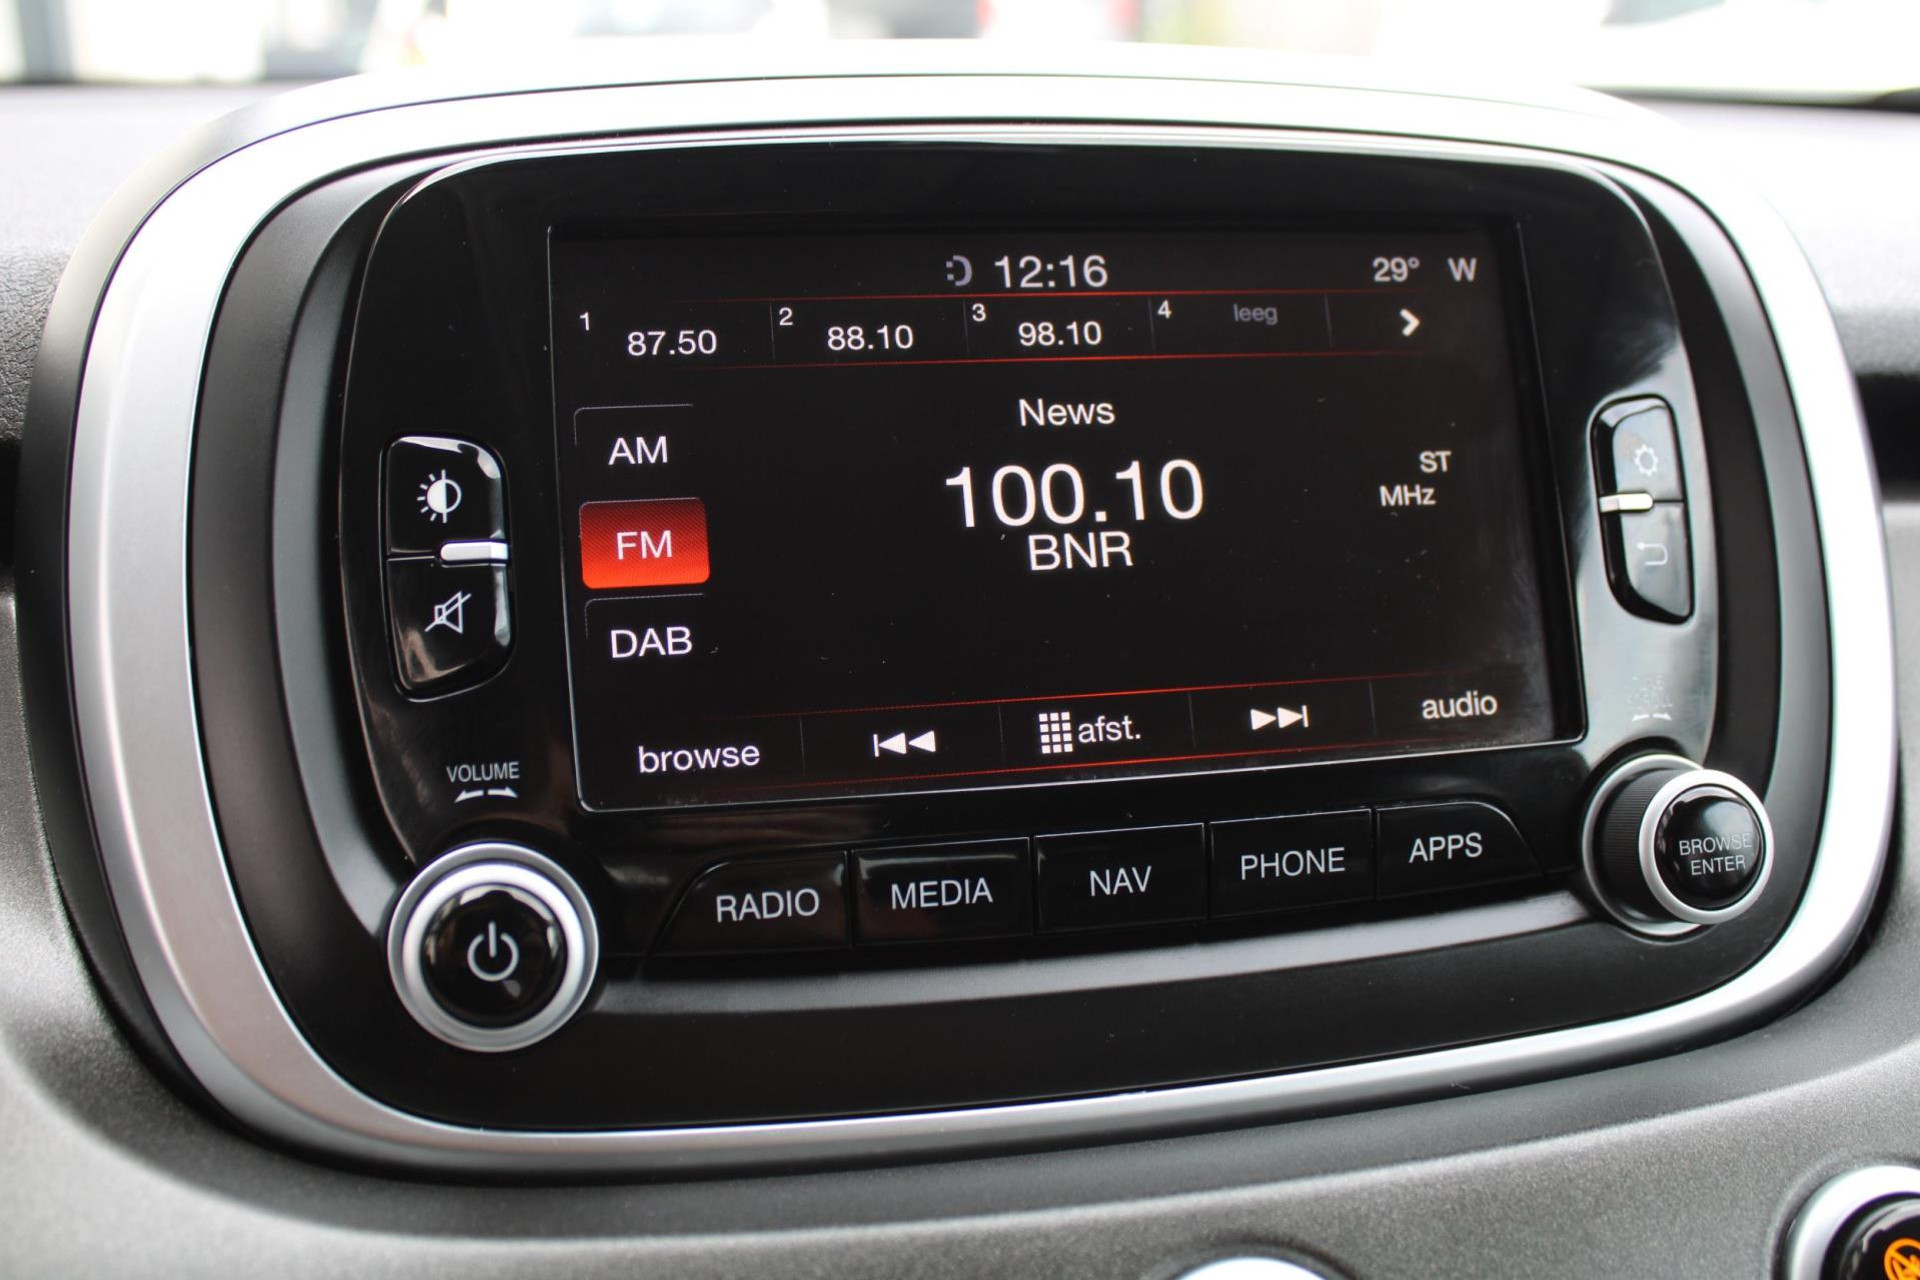 12:16 29° W
1 87.50 2 88.10 3 98.10 4 leeg
News
AM
100.10
ST
MHz
FM
BNR
DAB
browse afst. audio
VOLUME
RADIO MEDIA NAV PHONE APPS
BROWSE
ENTER